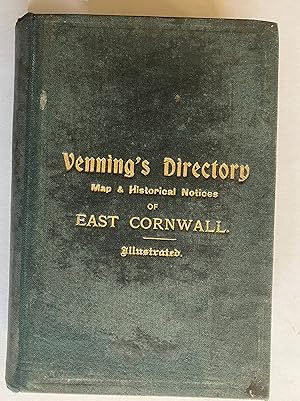 Venning's Directory
Map & Historical Notices
OF
EAST CORNWALL.
Illustrated.